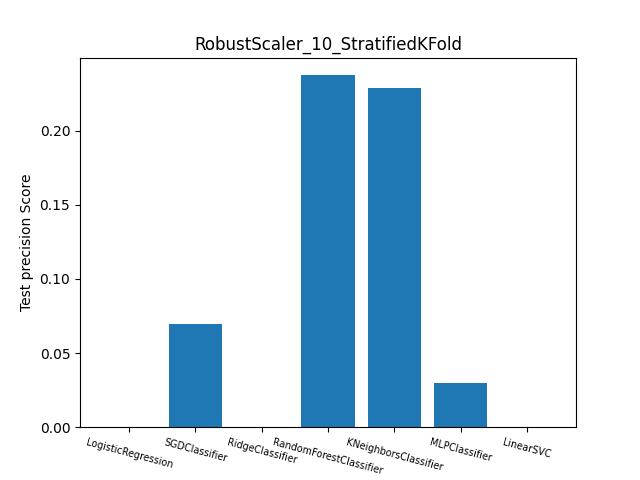 RobustScaler_10_StratifiedKFold
Test precision Score
0.20
0.15
0.10
0.05
0.00
LogisticRegression
SGDClassifier
RidgeClassifier
RandomForestClassifier
KNeighborsClassifier
MLPClassifier
LinearSVC